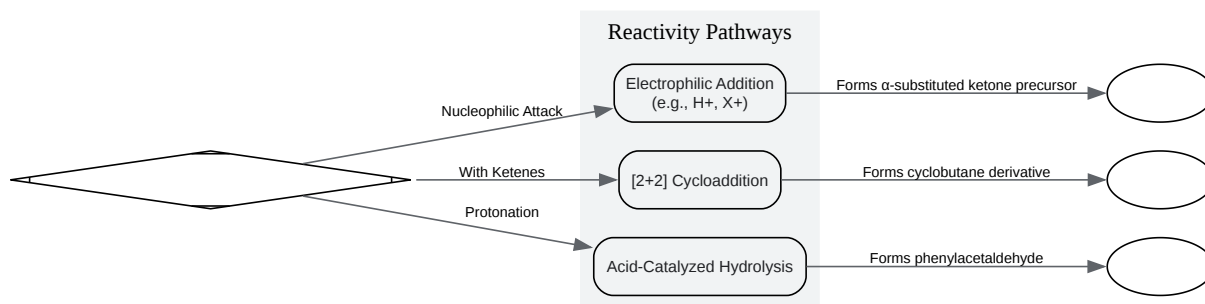 Reactivity Pathways
Nucleophilic Attack
Electrophilic Addition
(e.g., H+, X+)
Forms α-substituted ketone precursor
With Ketenes
[2+2] Cycloaddition
Forms cyclobutane derivative
Protonation
Acid-Catalyzed Hydrolysis
Forms phenylacetaldehyde